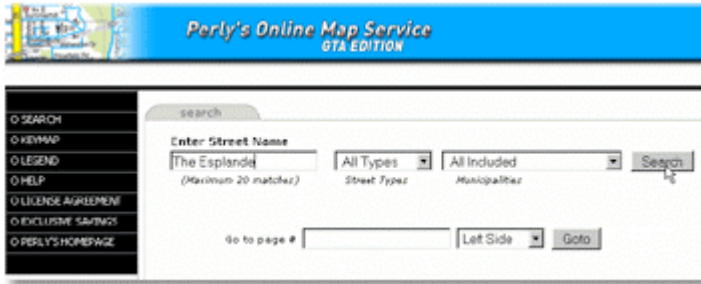 Perly's Online Map Service
GTA EDITION
search
O SEARCH
O KEYMAP
O LEGEND
O HELP
O LICENSE AGREEMENT
O EXCLUSIVE SAVINGS
O PERLY'S HOMEPAGE
Enter Street Name
The Esplande
All Types
All Included
Search
(Maximum 20 matches)
Street Types
Municipalities
Go to page #
Left Side
Goto